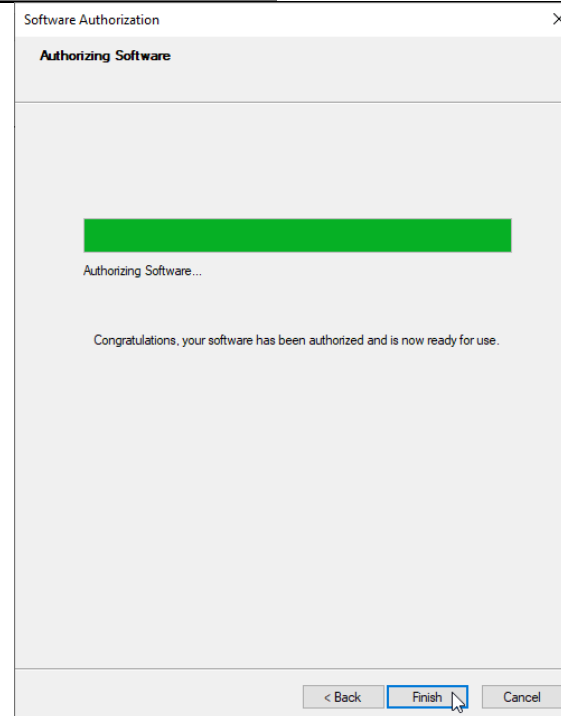 Software Authorization
Authorizing Software
Authorizing Software...
Congratulations, your software has been authorized and is now ready for use.
< Back Finish Cancel